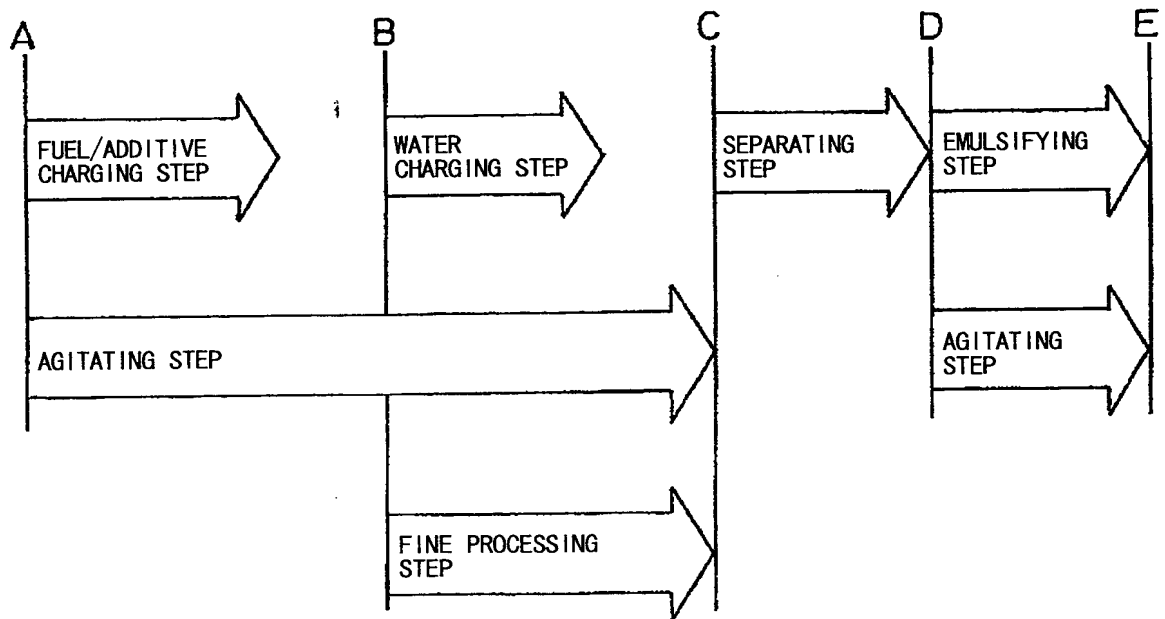 A
B
C
D
E
FUEL/ADDITIVE
CHARGING STEP
WATER
CHARGING STEP
SEPARATING
STEP
EMULSIFYING
STEP
AGITATING STEP
AGITATING
STEP
FINE PROCESSING
STEP